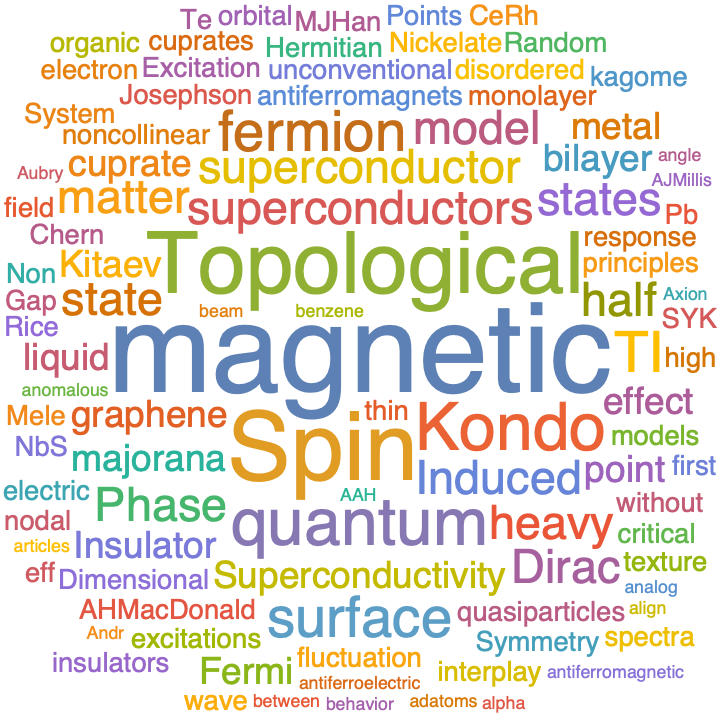 Te orbital MJHan Points CeRh
organic cuprates Hermitian Nickelate Random
electron Excitation unconventional disordered kagome
Josephson antiferromagnets monolayer
System noncollinear fermion model metal
Aubry cuprate superconductor bilayer angle
AJMillis
field matter superconductors states Pb
Chern Topological response
Non Kitaev principles
Gap state half Axion
Rice beam benzene SYK
liquid magnetic TI high
anomalous
Mele graphene thin Kondo effect
NbS majorana Spin models
electric Phase AAH Induced point first
nodal quantum heavy without
articles Insulator critical
eff Dimensional Superconductivity Dirac texture
analog
AHMacDonald surface quasiparticles align
Andr excitations Symmetry spectra
insulators Fermi fluctuation interplay antiferromagnetic
antiferroelectric
wave between behavior adatoms alpha